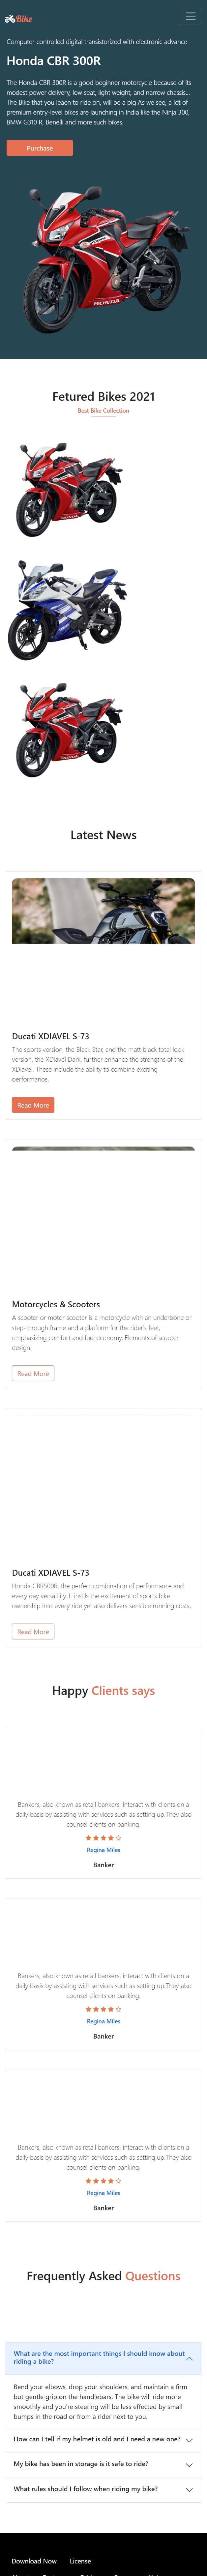 Bike
Computer-controlled digital transistorized with electronic advance
Honda CBR 300R
The Honda CBR 300R is a good beginner motorcycle because of its
modest power delivery, low seat, light weight, and narrow chassis...
The Bike that you leaen to ride on, will be a big As we see, a lot of
premium entry-level bikes are launching in India like the Ninja 300,
BMW G310 R, Benelli and more such bikes.
Purchase
HONDA
Fetured Bikes 2021
Best Bike Collection
Latest News
Ducati XDIAVEL S-73
The sports version, the Black Star, and the matt black total look
version, the XDiavel Dark, further enhance the strengths of the
XDiavel. These include the ability to combine exciting
performance.
Read More
Motorcycles & Scooters
A scooter or motor scooter is a motorcycle with an underbone or
step-through frame and a platform for the rider's feet,
emphasizing comfort and fuel economy. Elements of scooter
design.
Read More
Ducati XDIAVEL S-73
Honda CBR500R, the perfect combination of performance and
every day versatility. It instils the excitement of sports bike
ownership into every ride yet also delivers sensible running costs,
Read More
Happy Clients says
Bankers, also known as retail bankers, interact with clients on a
daily basis by assisting with services such as setting up.They also
counsel clients on banking.
Regina Miles
Banker
Bankers, also known as retail bankers, interact with clients on a
daily basis by assisting with services such as setting up.They also
counsel clients on banking.
Regina Miles
Banker
Bankers, also known as retail bankers, interact with clients on a
daily basis by assisting with services such as setting up.They also
counsel clients on banking.
Regina Miles
Banker
Frequently Asked Questions
What are the most important things I should know about
riding a bike?
Bend your elbows, drop your shoulders, and maintain a firm
but gentle grip on the handlebars. The bike will ride more
smoothly and you're steering will be less effected by small
bumps in the road or from a rider next to you.
How can I tell if my helmet is old and I need a new one?
My bike has been in storage is it safe to ride?
What rules should I follow when riding my bike?
Download Now License